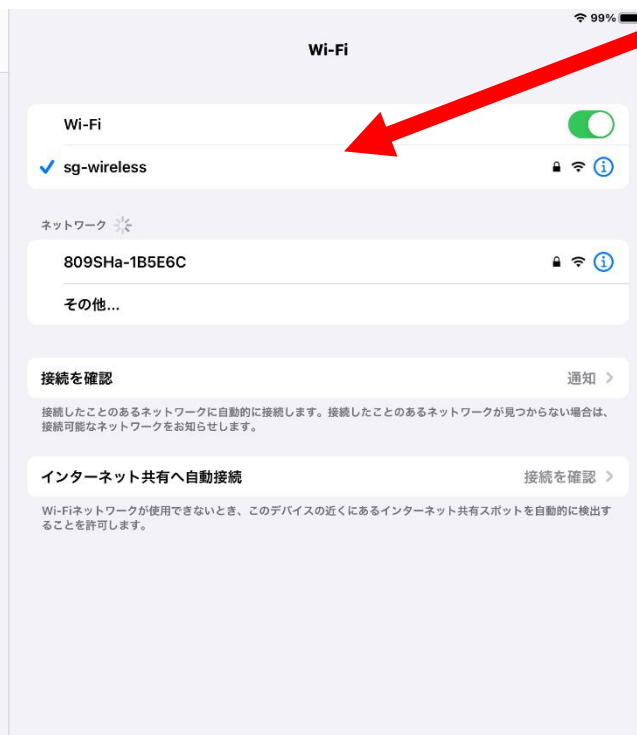 99%
Wi-Fi
Wi-Fi
sg-wireless
ネットワーク
809SHa-1B5E6C
その他...
接続を確認 通知
接続したことのあるネットワークに自動的に接続します。接続したことのあるネットワークが見つからない場合は、
接続可能なネットワークをお知らせします。
インターネット共有へ自動接続 接続を確認
Wi-Fiネットワークが使用できないとき、このデバイスの近くにあるインターネット共有スポットを自動的に検出す
ることを許可します。